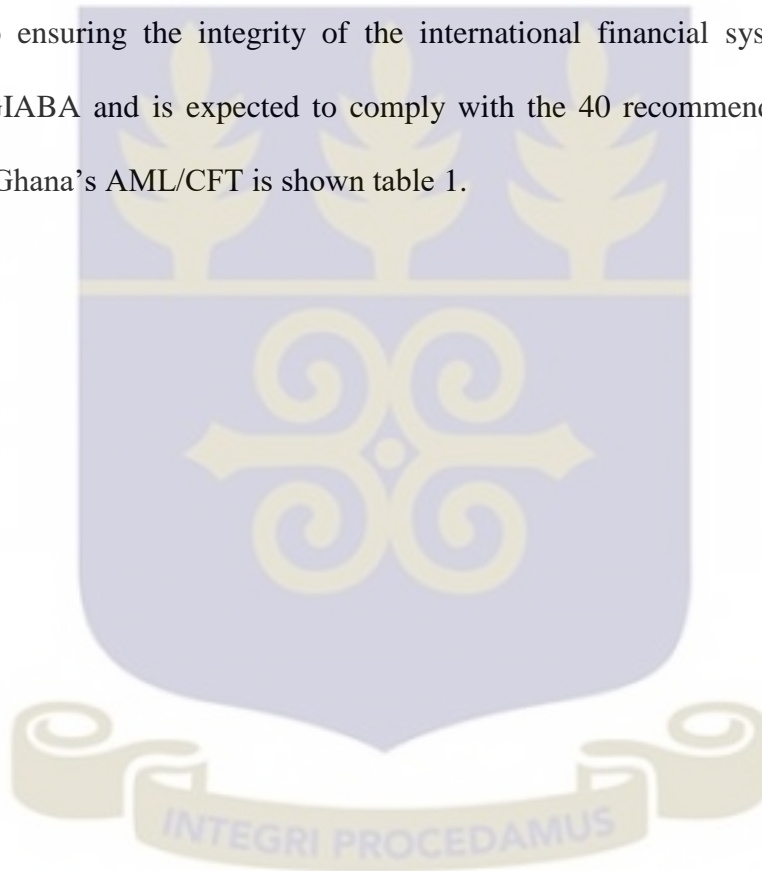 ensuring the integrity of the international financial sys
IABA and is expected to comply with the 40 recommend
Ghana's AML/CFT is shown table 1.
INTEGRI PROCEDAMUS